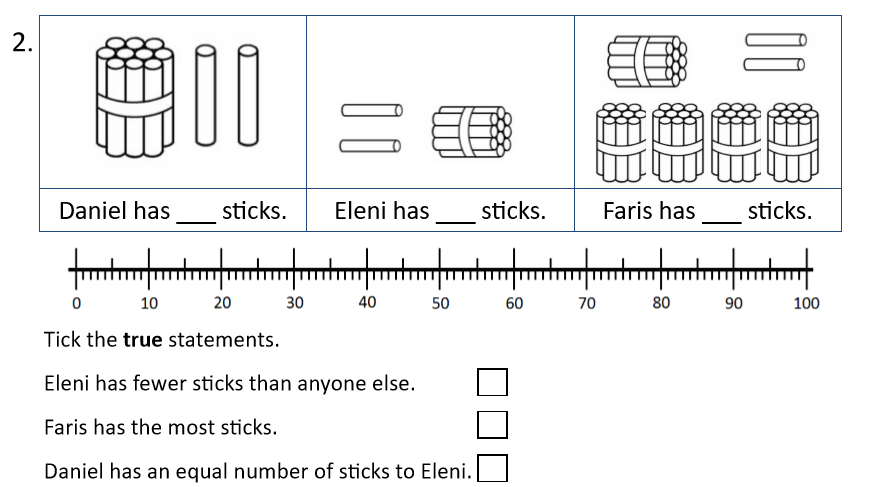 2.
Daniel has ___ sticks. Eleni has ___ sticks. Faris has ___ sticks.
0 10 20 30 40 50 60 70 80 90 100
Tick the true statements.
Eleni has fewer sticks than anyone else.
Faris has the most sticks.
Daniel has an equal number of sticks to Eleni.